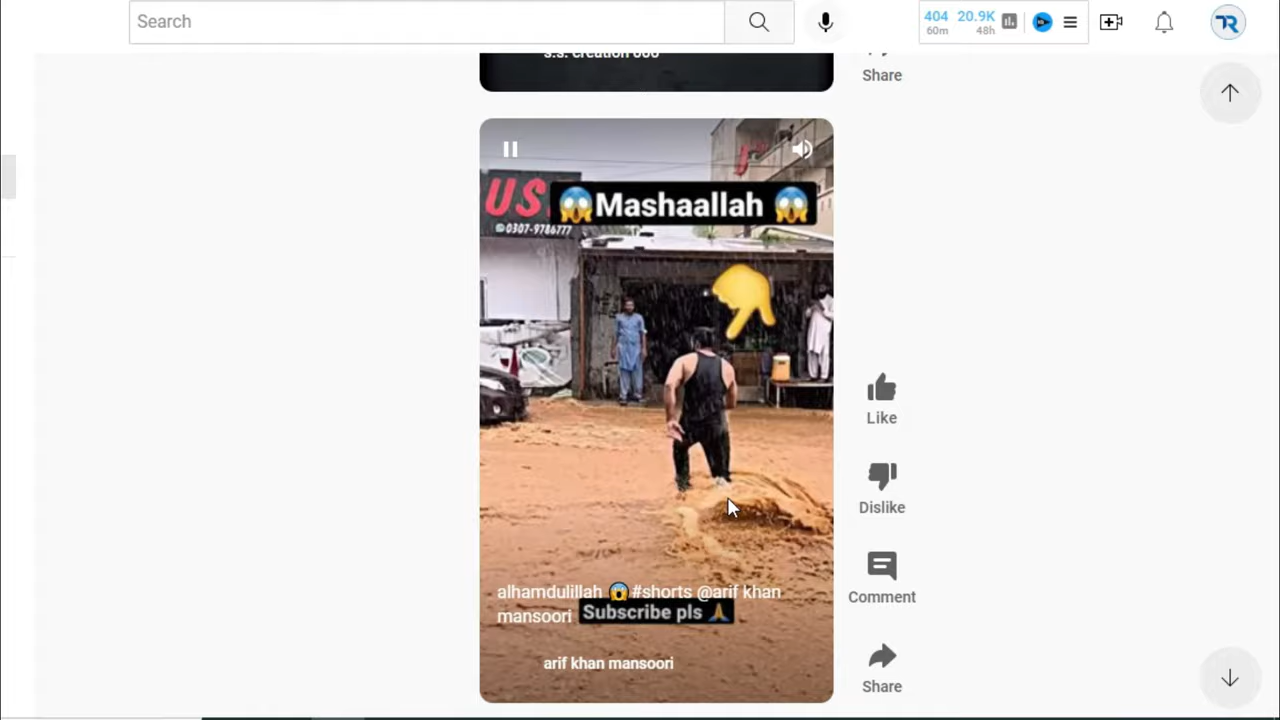 Search
404 20.9K
60m 48h
TR
Share
😱Mashaallah 😱
US
0307-9786777
Like
Dislike
Comment
alhamdulillah 😱 #shorts @arif khan
mansoori
Subscribe pls 🙏
arif khan mansoori
Share